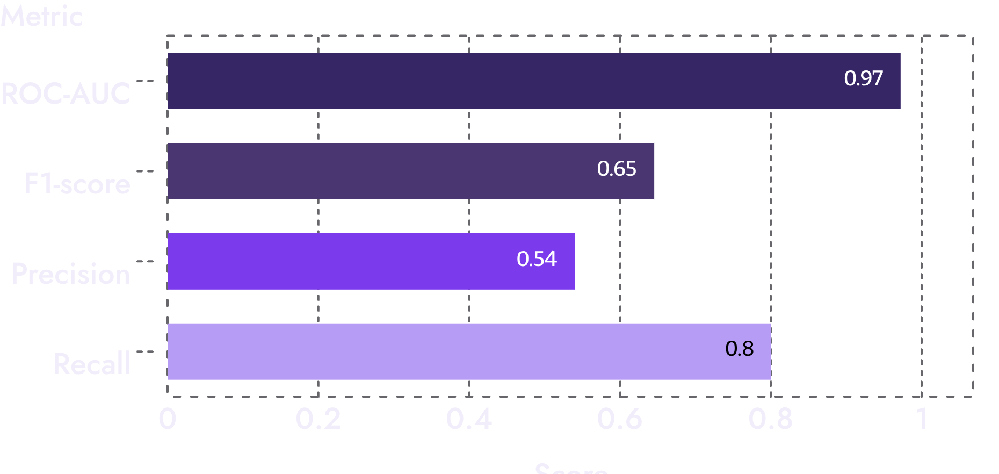 Metric
ROC-AUC
0.97
F1-score
0.65
Precision
0.54
Recall
0.8
0 0.2 0.4 0.6 0.8 1
Score